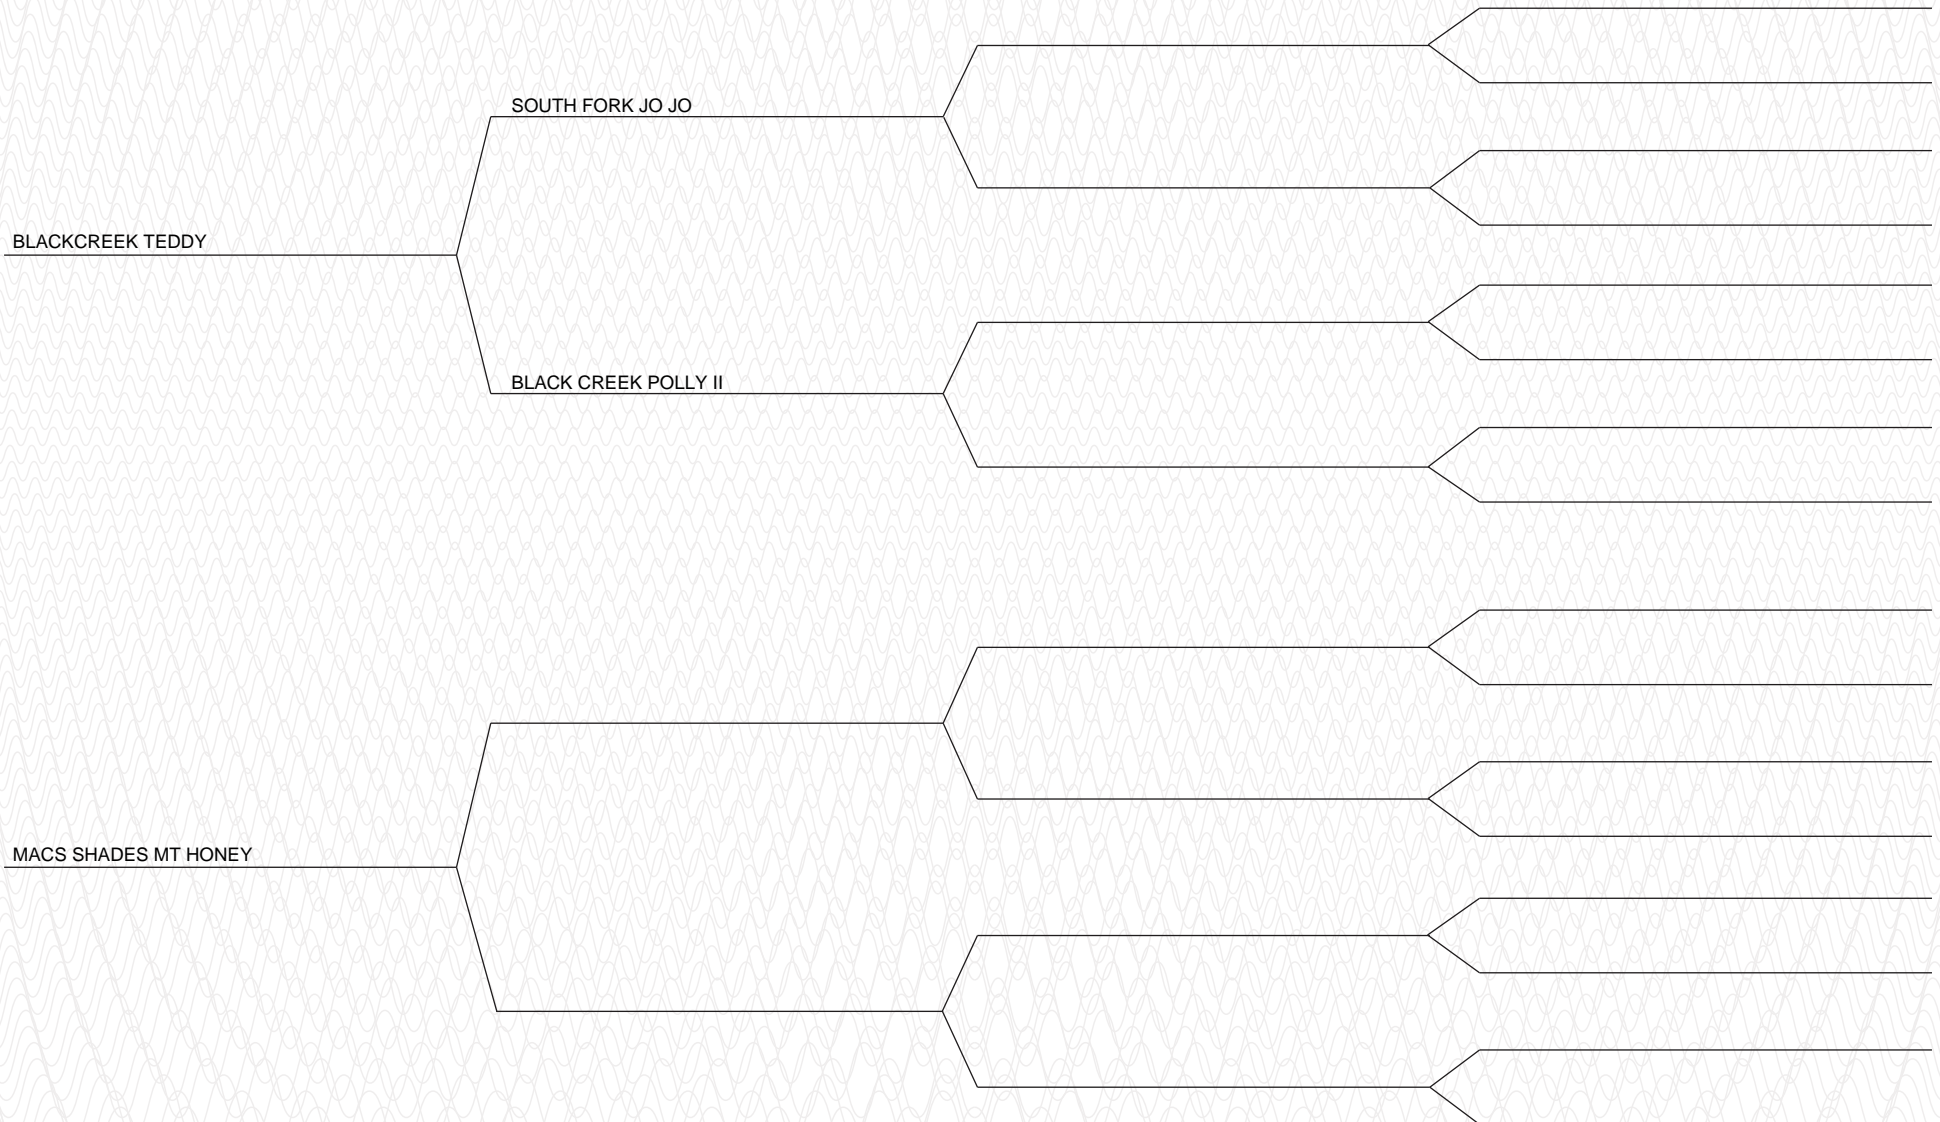 SOUTH FORK JO JO
BLACKCREEK TEDDY
BLACK CREEK POLLY II
MACS SHADES MT HONEY